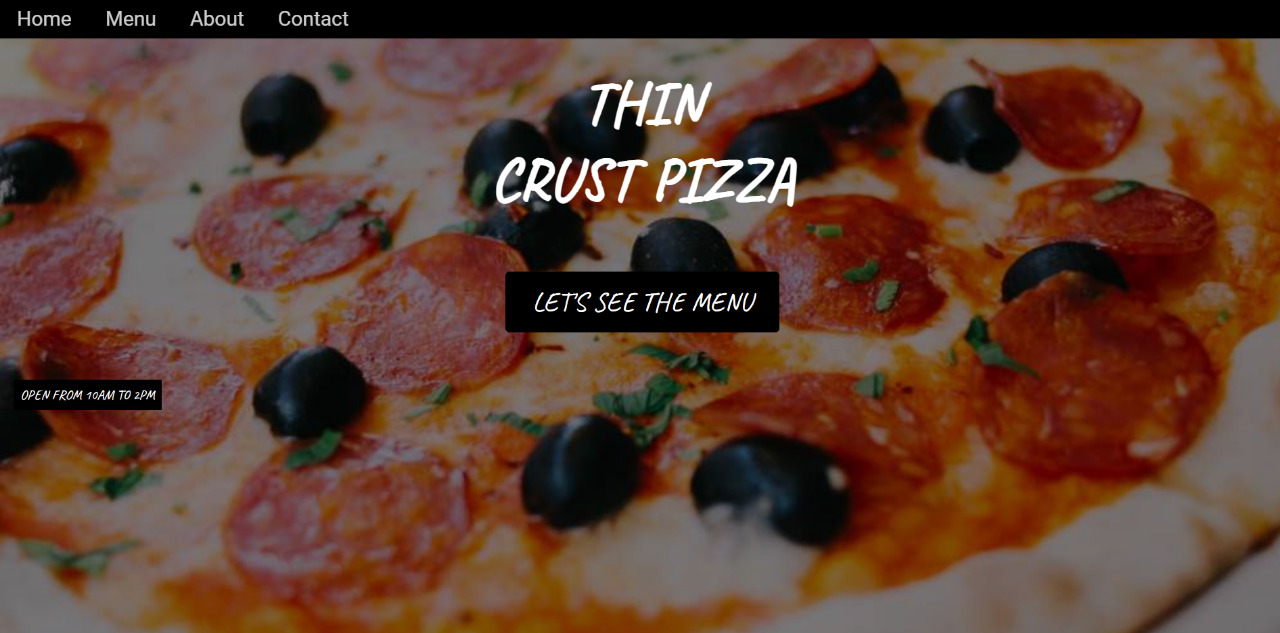 Home Menu About Contact
THIN
CRUST PIZZA
LET'S SEE THE MENU
OPEN FROM 10AM TO 2PM